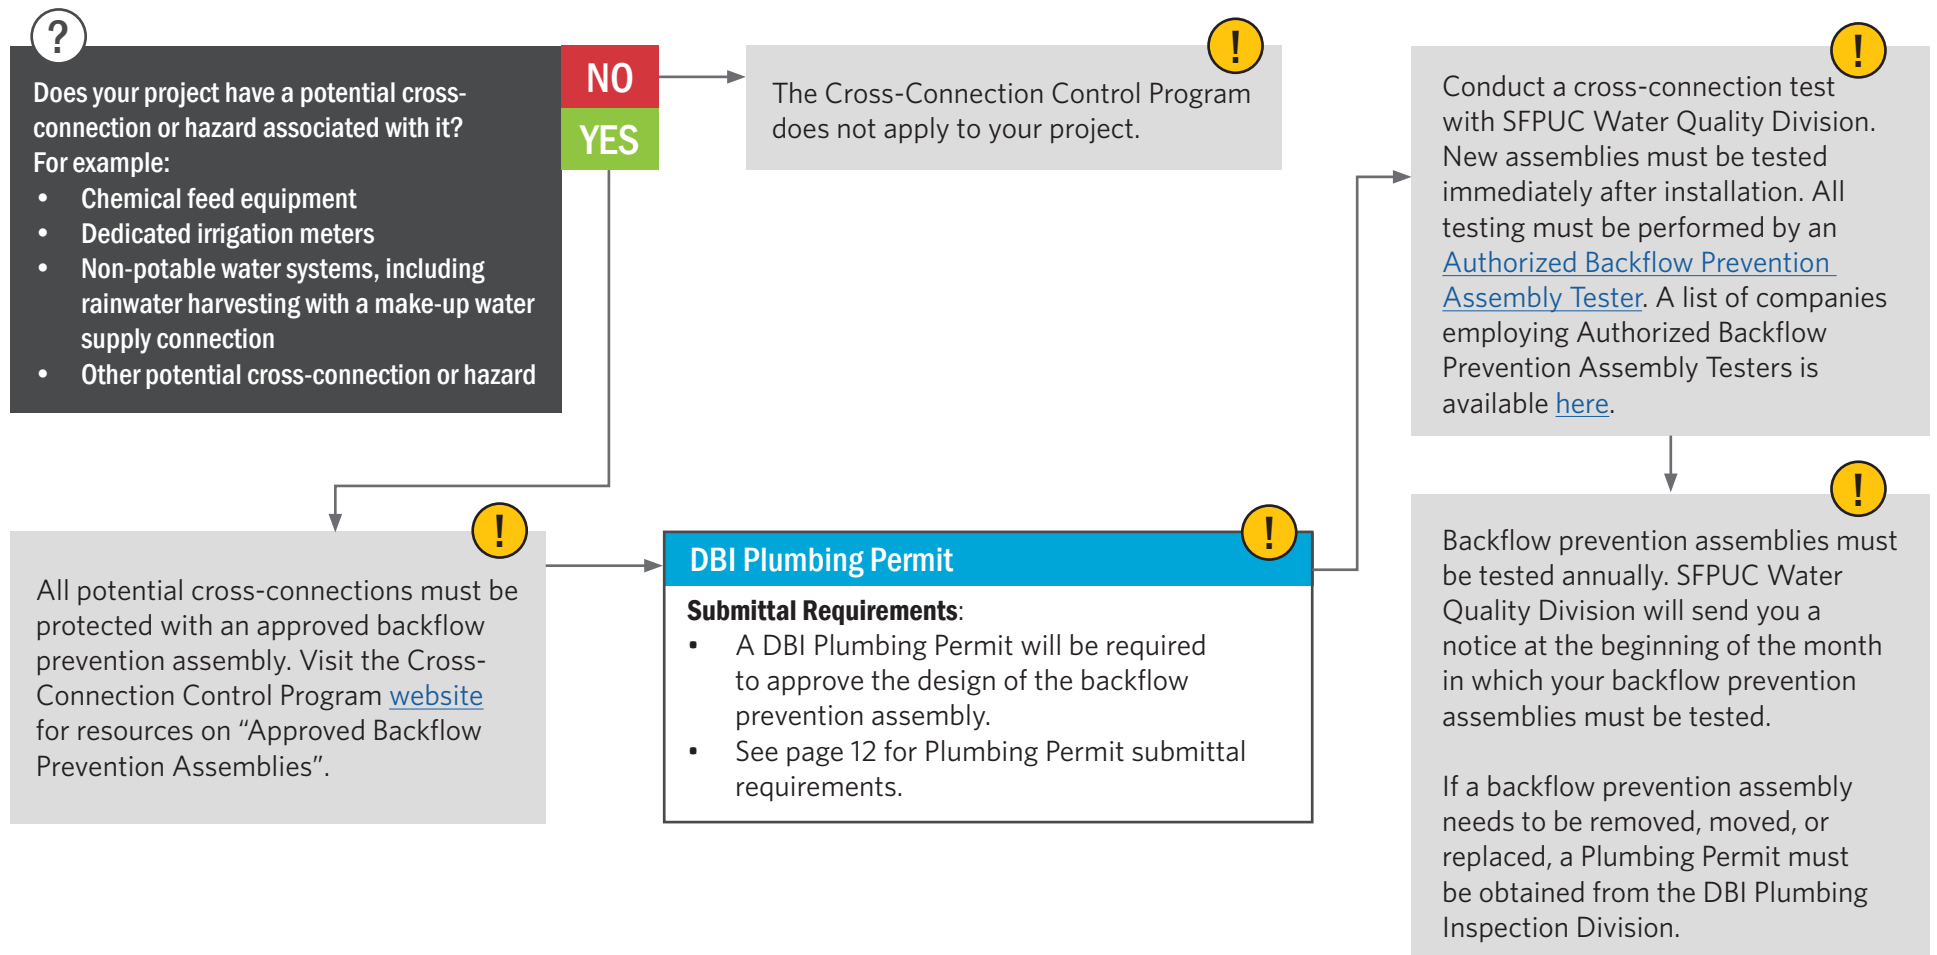 ?
Does your project have a potential cross-
connection or hazard associated with it?
For example:
• Chemical feed equipment
• Dedicated irrigation meters
• Non-potable water systems, including
rainwater harvesting with a make-up water
supply connection
• Other potential cross-connection or hazard
NO
YES
!
The Cross-Connection Control Program
does not apply to your project.
!
All potential cross-connections must be
protected with an approved backflow
prevention assembly. Visit the Cross-
Connection Control Program website
for resources on “Approved Backflow
Prevention Assemblies”.
!
DBI Plumbing Permit
Submittal Requirements:
• A DBI Plumbing Permit will be required
to approve the design of the backflow
prevention assembly.
• See page 12 for Plumbing Permit submittal
requirements.
!
Conduct a cross-connection test
with SFPUC Water Quality Division.
New assemblies must be tested
immediately after installation. All
testing must be performed by an
Authorized Backflow Prevention
Assembly Tester. A list of companies
employing Authorized Backflow
Prevention Assembly Testers is
available here.
!
Backflow prevention assemblies must
be tested annually. SFPUC Water
Quality Division will send you a
notice at the beginning of the month
in which your backflow prevention
assemblies must be tested.
If a backflow prevention assembly
needs to be removed, moved, or
replaced, a Plumbing Permit must
be obtained from the DBI Plumbing
Inspection Division.